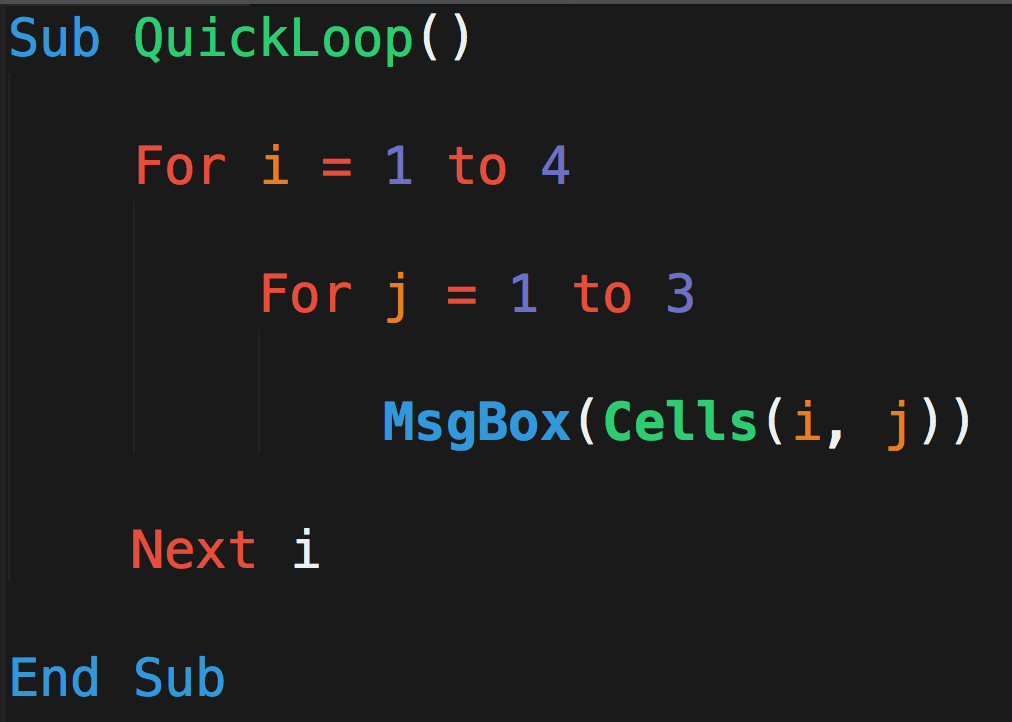 Sub QuickLoop()
For i = 1 to 4
For j = 1 to 3
MsgBox(Cells(i, j))
Next i
End Sub